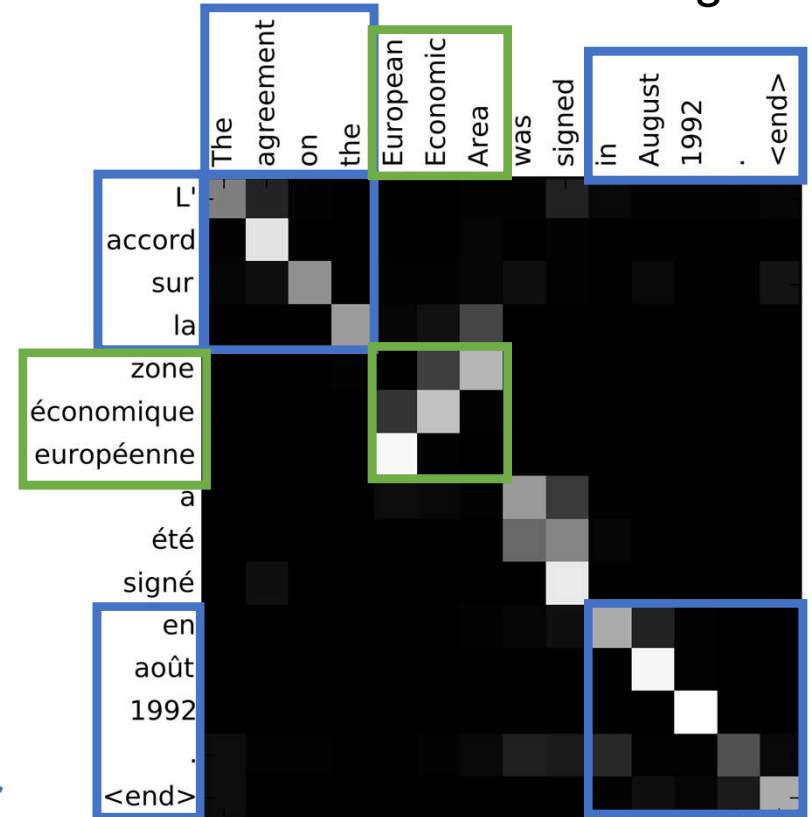 g
The
agreement
on
the
European
Economic
Area
was
signed
in
August
1992
.
<end>
L'
accord
sur
la
zone
économique
européenne
a
été
signé
en
août
1992
.
<end>